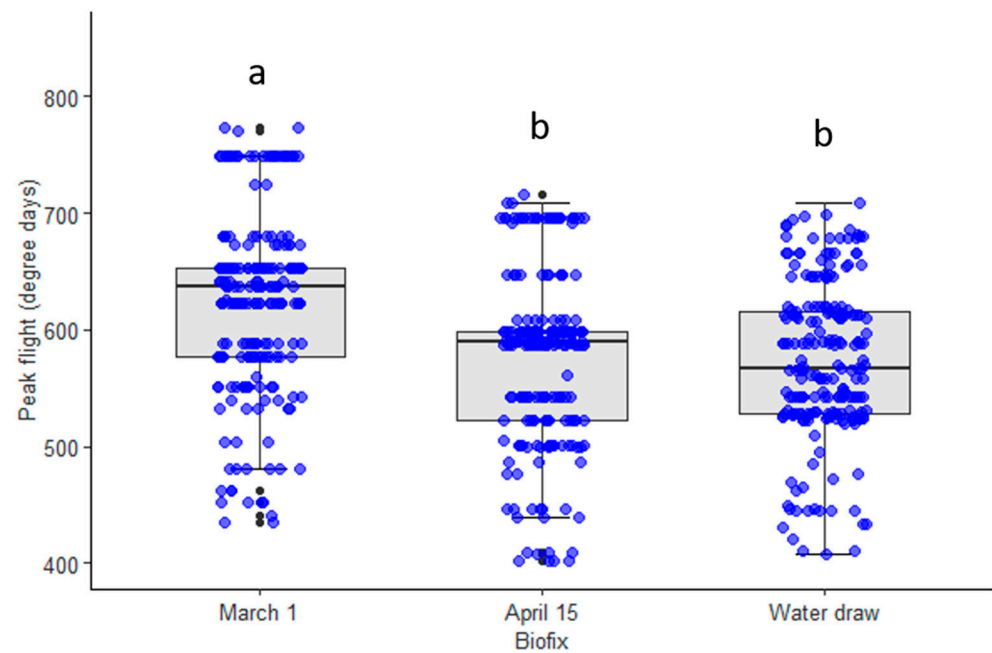 a
b
b
800
700
600
500
400
Peak flight (degree days)
March 1
April 15
Water draw
Biofix